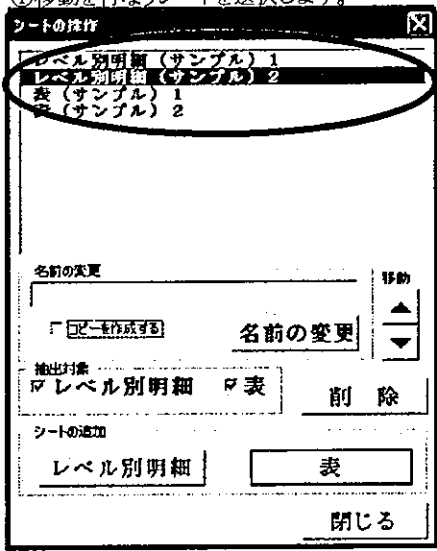 ①移動を行なうシートを選択します。
シートの操作
レベル別明細（サンプル）1
レベル別明細（サンプル）2
表（サンプル）1
表（サンプル）2
名前の変更
移動
コピーを作成する
名前の変更
抽出対象
レベル別明細 表
削 除
シートの追加
レベル別明細
表
閉じる